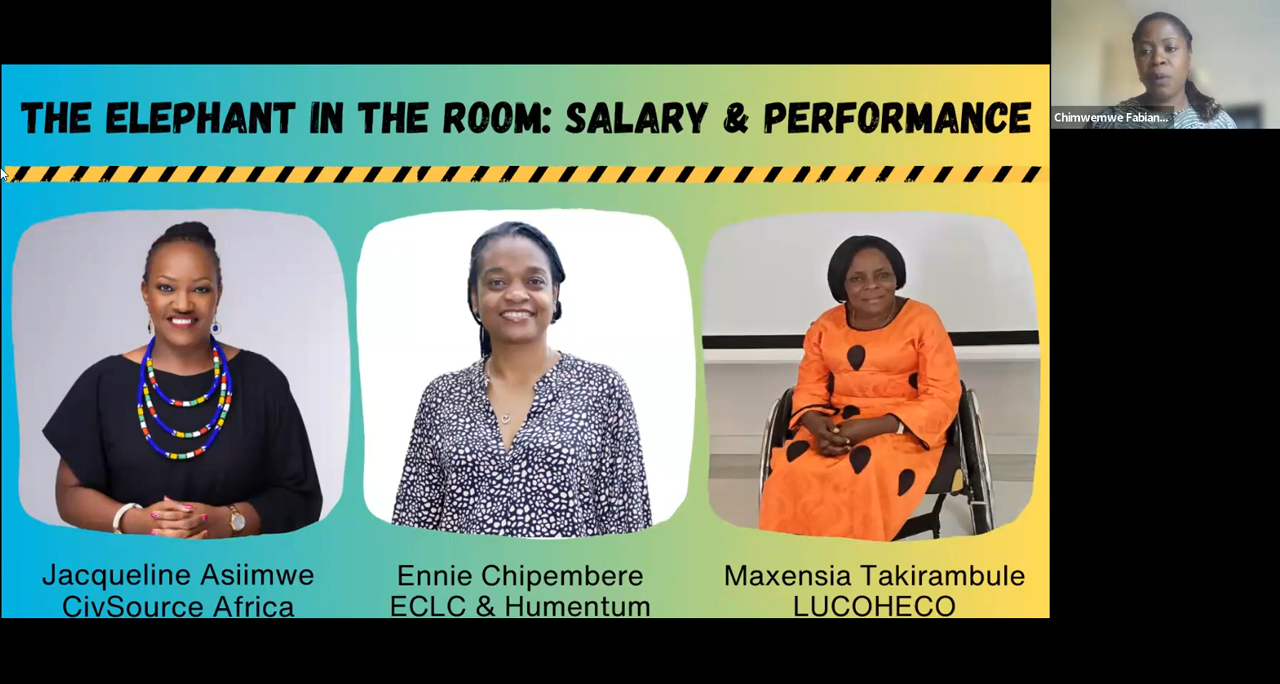 THE ELEPHANT IN THE ROOM: SALARY & PERFORMANCE
Jacqueline Asiimwe
CivSource Africa
Ennie Chipembere
ECLC & Humentum
Maxensia Takirambule
LUCOHECO
Chimwemwe Fabian...